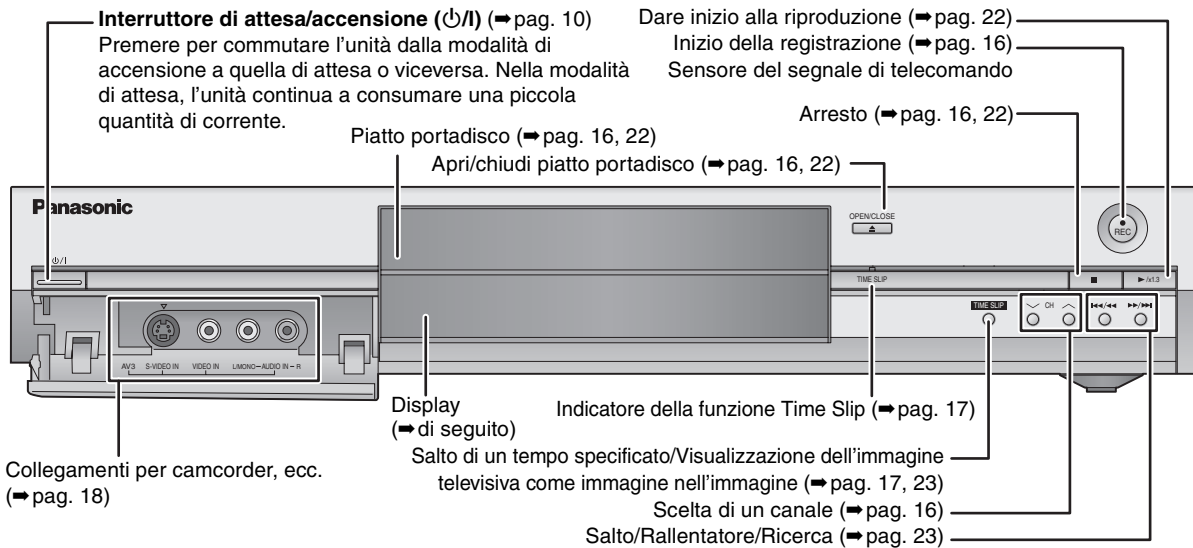 Interruttore di attesa/accensione (⏻/I) (➡pag. 10)
Premere per commutare l'unità dalla modalità di
accensione a quella di attesa o viceversa. Nella modalità
di attesa, l'unità continua a consumare una piccola
quantità di corrente.
Dare inizio alla riproduzione (➡pag. 22)
Inizio della registrazione (➡pag. 16)
Sensore del segnale di telecomando
Arresto (➡pag. 16, 22)
Piatto portadisco (➡pag. 16, 22)
Apri/chiudi piatto portadisco (➡pag. 16, 22)
Panasonic
OPEN/CLOSE
REC
⏻/I
TIME SLIP
■
►/x1.3
TIME SLIP
CH
I◄◄/◄◄
►►/►►I
AV3
S-VIDEO IN
VIDEO IN
L/MONO–AUDIO IN–R
Display
(➡di seguito)
Indicatore della funzione Time Slip (➡pag. 17)
Salto di un tempo specificato/Visualizzazione dell'immagine
televisiva come immagine nell'immagine (➡pag. 17, 23)
Scelta di un canale (➡pag. 16)
Salto/Rallentatore/Ricerca (➡pag. 23)
Collegamenti per camcorder, ecc.
(➡pag. 18)